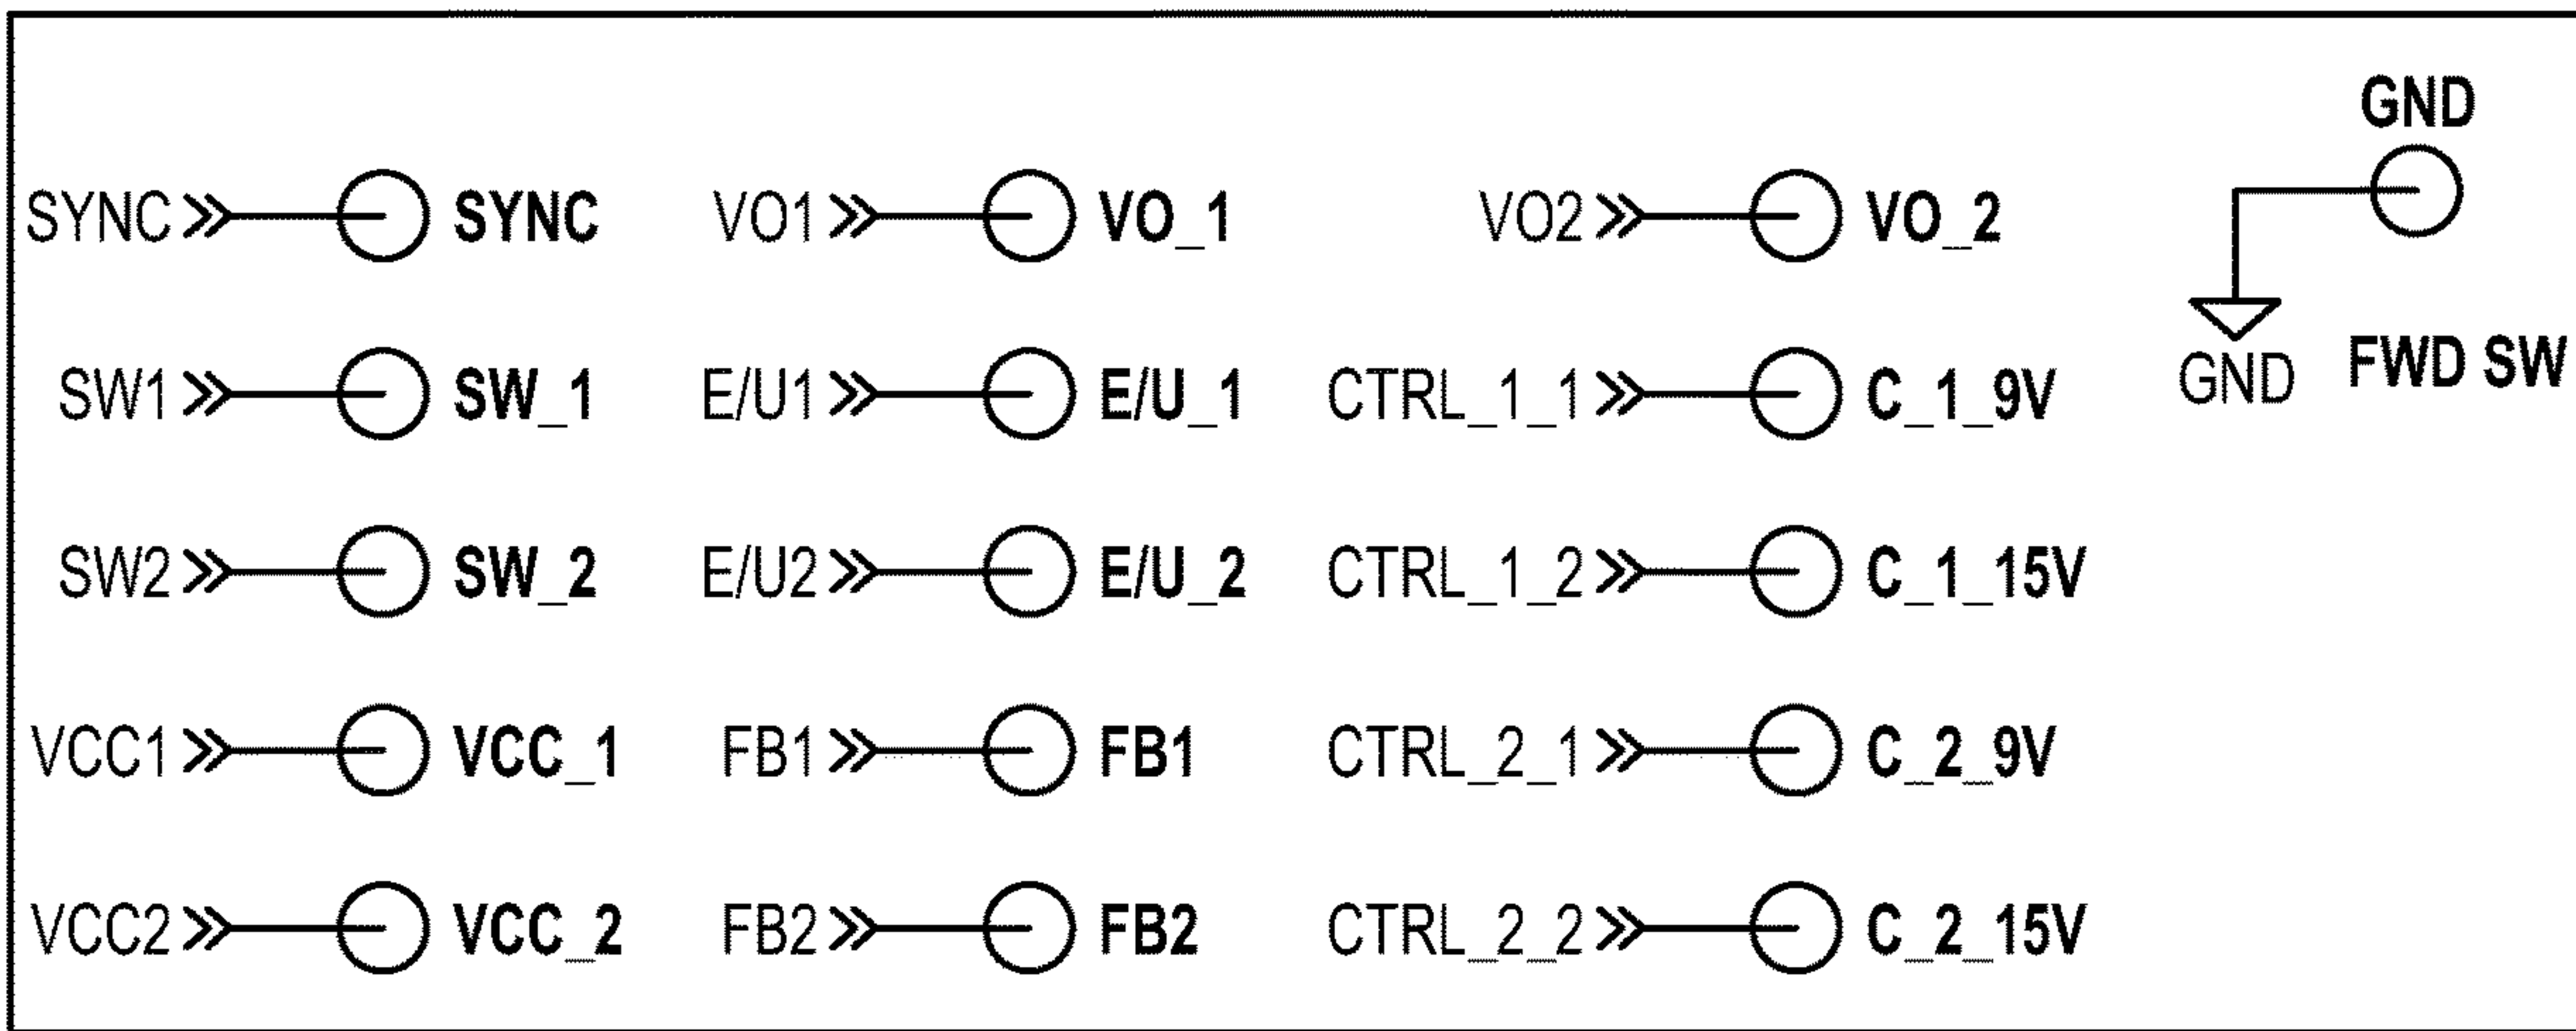 GND
SYNC SYNC VO1 VO_1 VO2 VO_2
SW1 SW_1 E/U1 E/U_1 CTRL_1_1 C_1_9V GND FWD SW
SW2 SW_2 E/U2 E/U_2 CTRL_1_2 C_1_15V
VCC1 VCC_1 FB1 FB1 CTRL_2_1 C_2_9V
VCC2 VCC_2 FB2 FB2 CTRL_2_2 C_2_15V